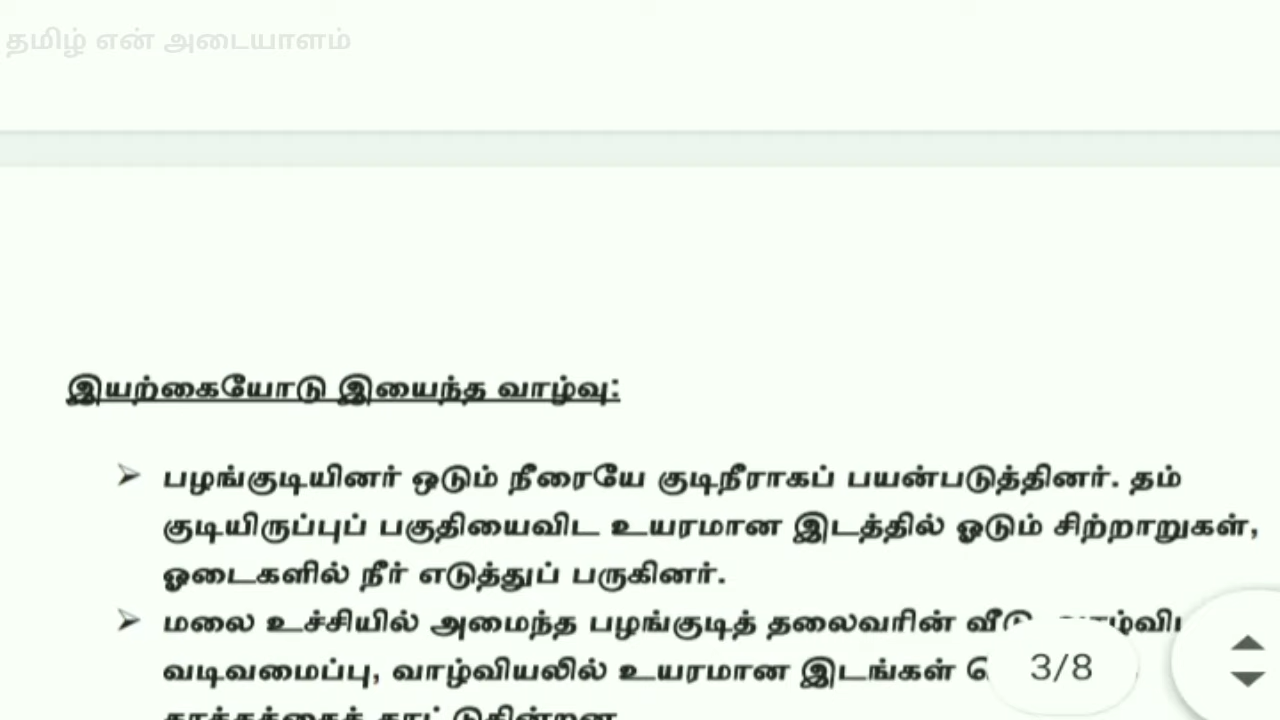 தமிழ் என் அடையாளம்
இயற்கையோடு இயைந்த வாழ்வு:
➢ பழங்குடியினர் ஒடும் நீரையே குடிநீராகப் பயன்படுத்தினர். தம்
குடியிருப்புப் பகுதியைவிட உயரமான இடத்தில் ஓடும் சிற்றாறுகள்,
ஓடைகளில் நீர் எடுத்துப் பருகினர்.
➢ மலை உச்சியில் அமைந்த பழங்குடித் தலைவரின் வீடு
வடிவமைப்பு, வாழ்வியலில் உயரமான இடங்கள்
3/8